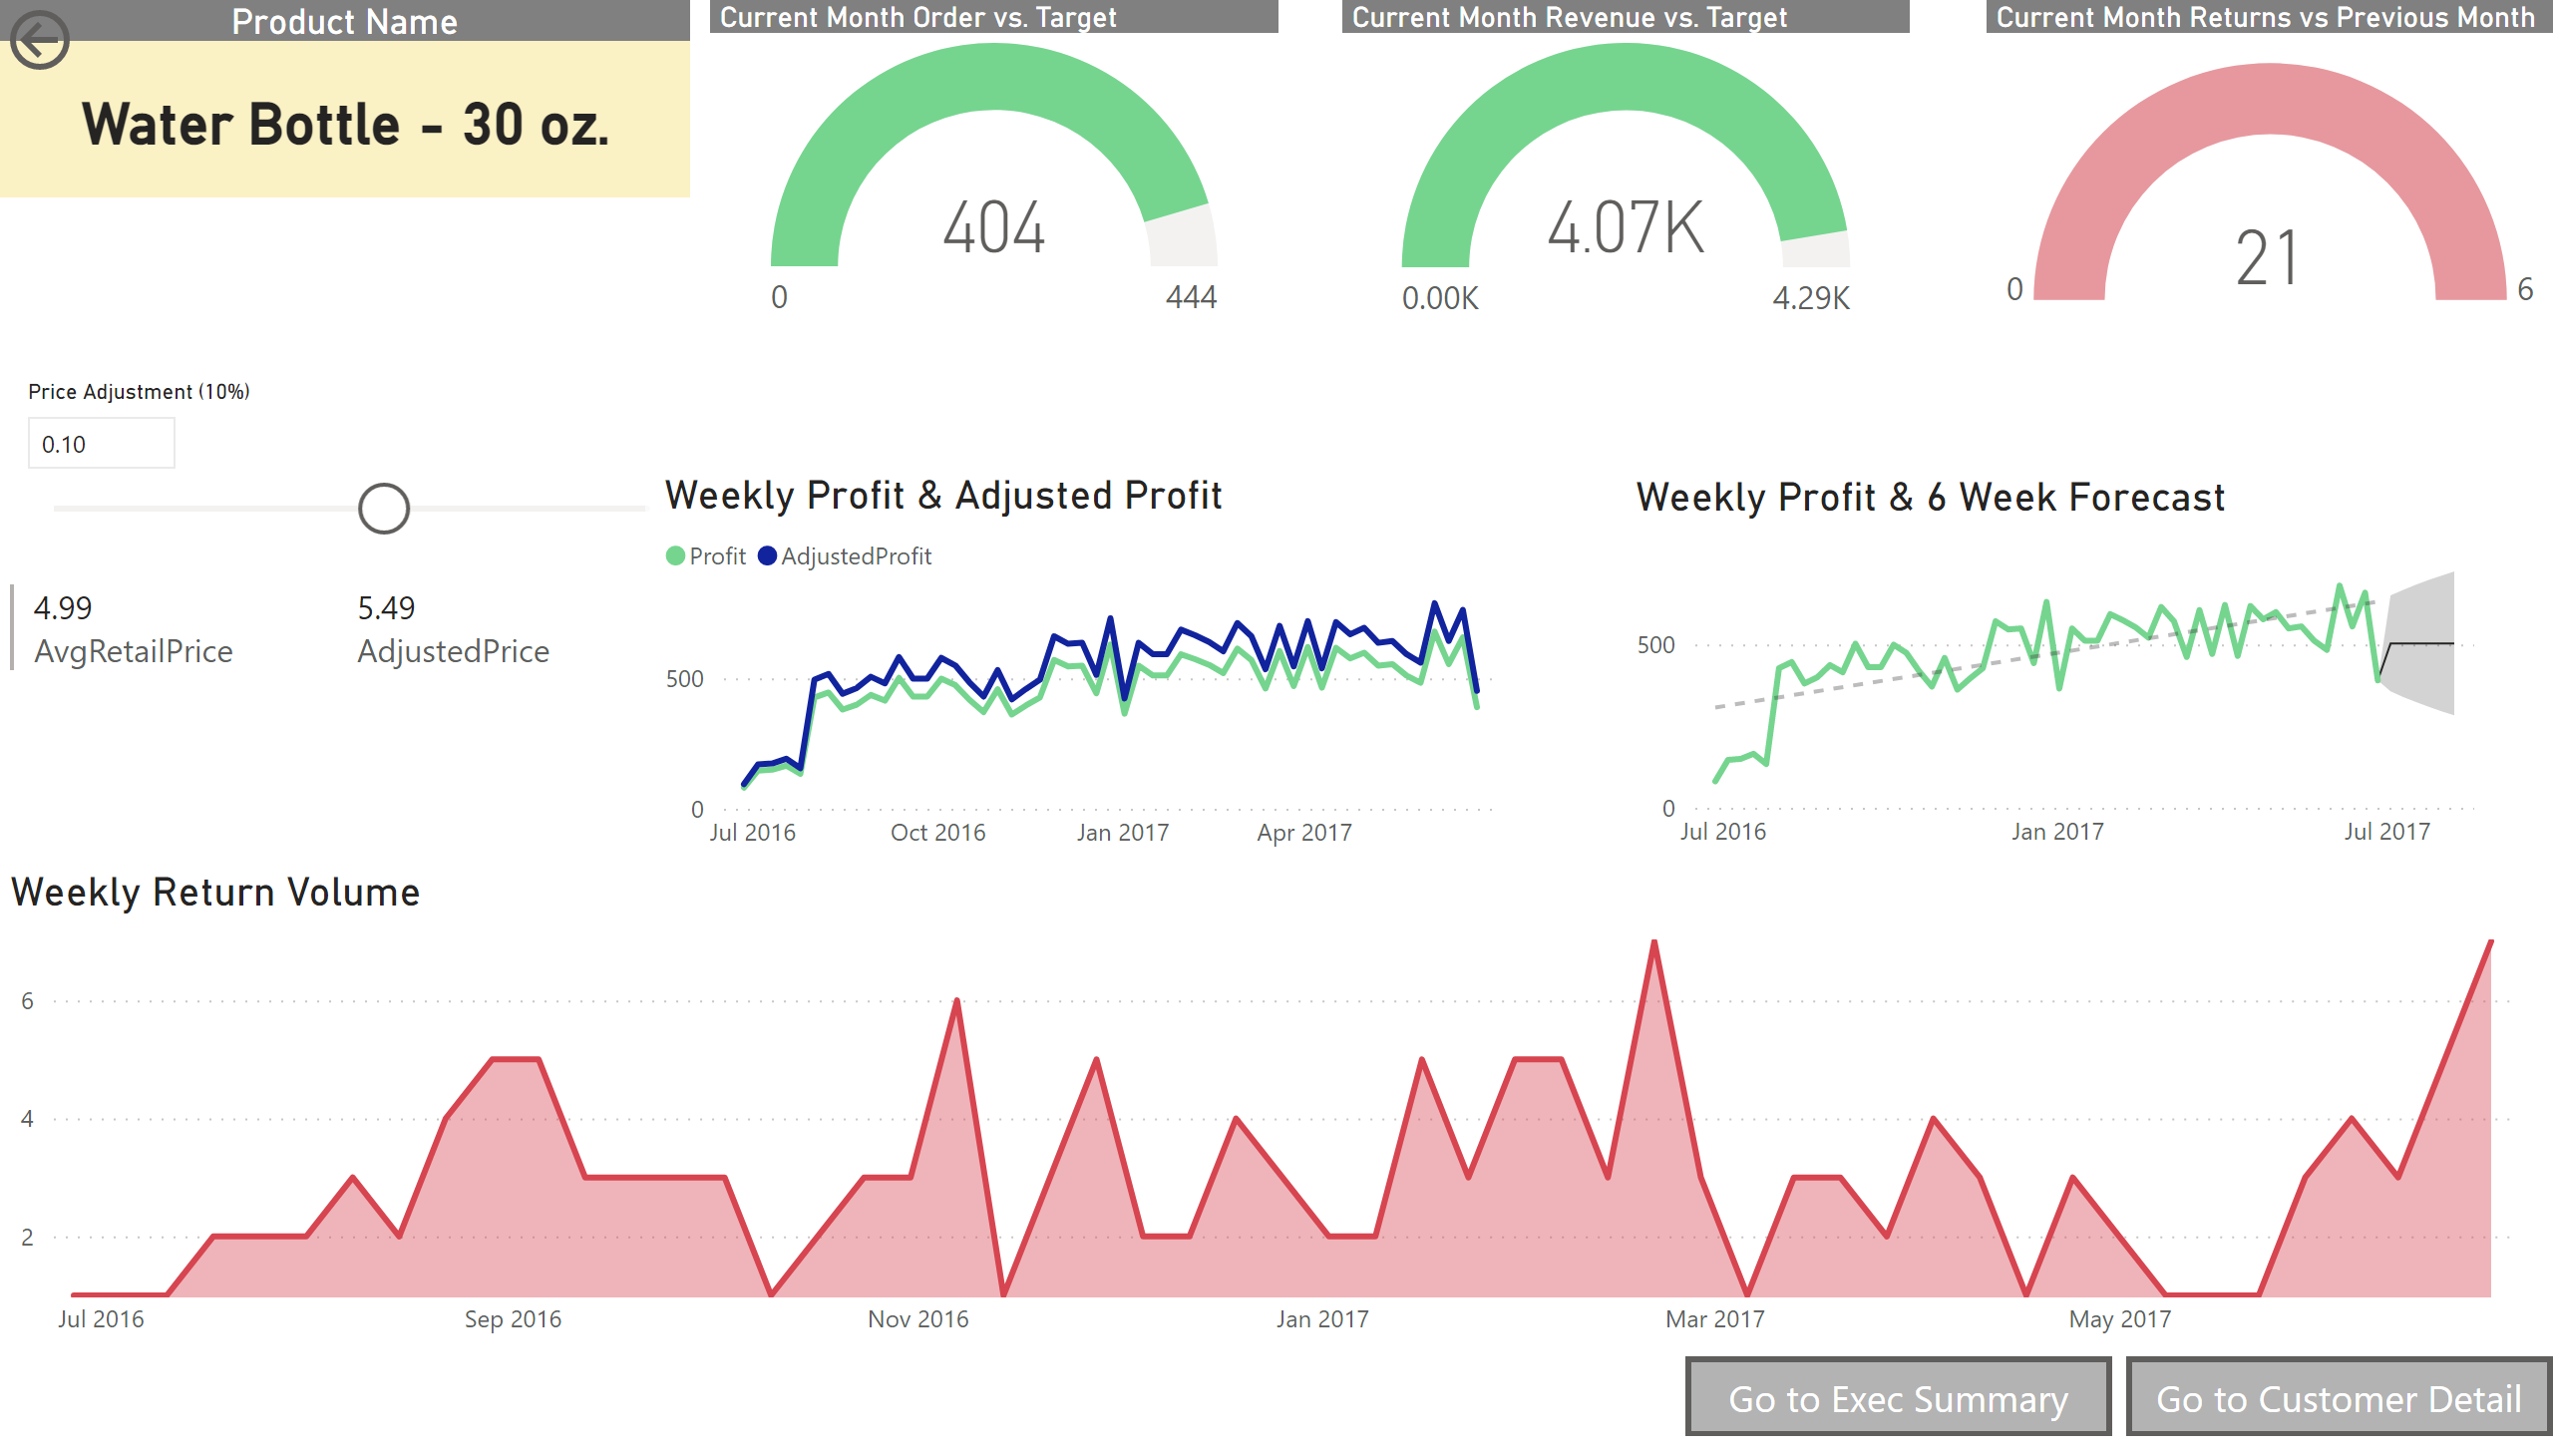 Product Name
Water Bottle - 30 oz.
Current Month Order vs. Target
404
0
444
Current Month Revenue vs. Target
4.07K
0.00K
4.29K
Current Month Returns vs Previous Month
21
0
6
Price Adjustment (10%)
0.10
4.99
AvgRetailPrice
5.49
AdjustedPrice
Weekly Profit & Adjusted Profit
Profit
AdjustedProfit
500
0
Jul 2016
Oct 2016
Jan 2017
Apr 2017
Weekly Profit & 6 Week Forecast
500
0
Jul 2016
Jan 2017
Jul 2017
Weekly Return Volume
6
4
2
Jul 2016
Sep 2016
Nov 2016
Jan 2017
Mar 2017
May 2017
Go to Exec Summary
Go to Customer Detail